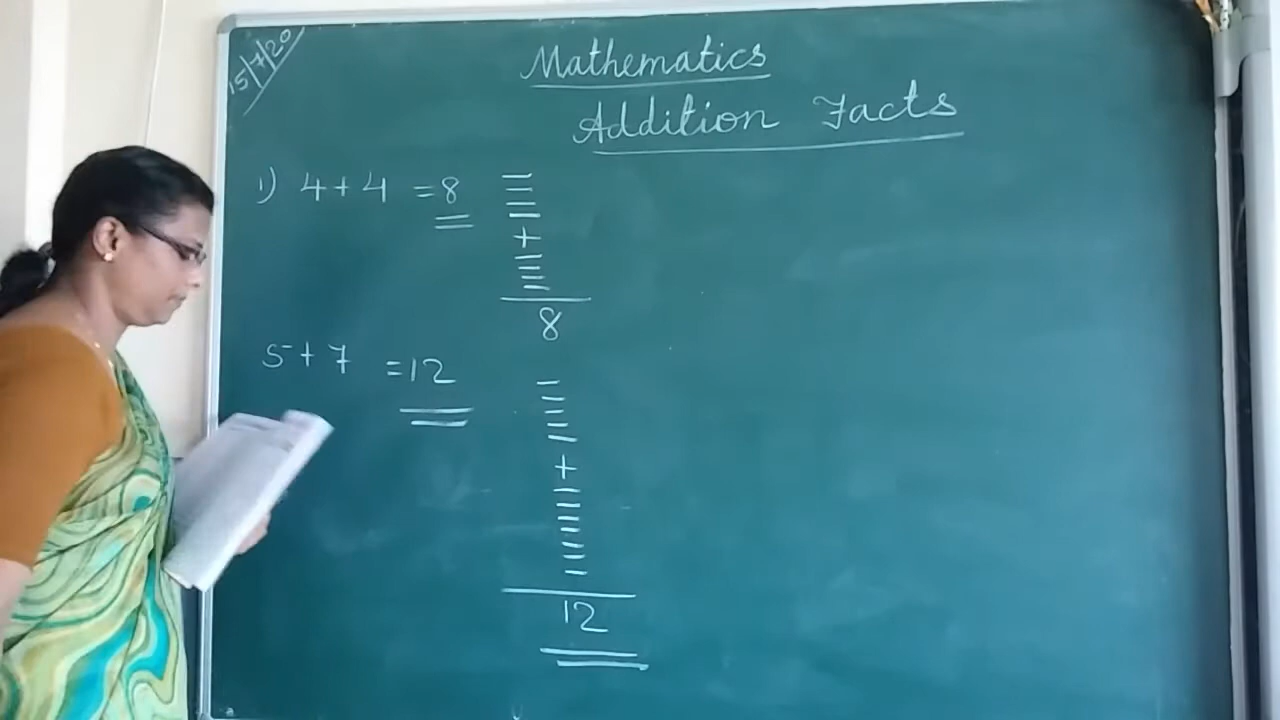 15/7/20
Mathematics
Addition Facts
1) 4 + 4 = 8
+
8
5 + 7 = 12
+
12